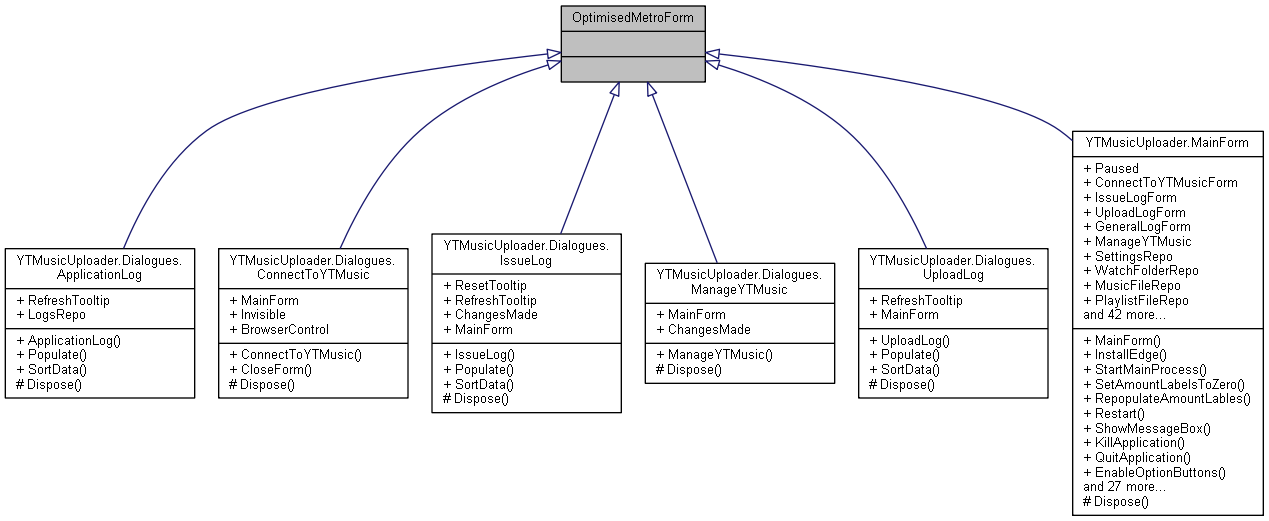 OptimisedMetroForm
YTMusicUploader.Dialogues.
ApplicationLog
+ RefreshTooltip
+ LogsRepo
+ ApplicationLog()
+ Populate()
+ SortData()
# Dispose()
YTMusicUploader.Dialogues.
ConnectToYTMusic
+ MainForm
+ Invisible
+ BrowserControl
+ ConnectToYTMusic()
+ CloseForm()
# Dispose()
YTMusicUploader.Dialogues.
IssueLog
+ ResetTooltip
+ RefreshTooltip
+ ChangesMade
+ MainForm
+ IssueLog()
+ Populate()
+ SortData()
# Dispose()
YTMusicUploader.Dialogues.
ManageYTMusic
+ MainForm
+ ChangesMade
+ ManageYTMusic()
# Dispose()
YTMusicUploader.Dialogues.
UploadLog
+ RefreshTooltip
+ MainForm
+ UploadLog()
+ Populate()
+ SortData()
# Dispose()
YTMusicUploader.MainForm
+ Paused
+ ConnectToYTMusicForm
+ IssueLogForm
+ UploadLogForm
+ GeneralLogForm
+ ManageYTMusic
+ SettingsRepo
+ WatchFolderRepo
+ MusicFileRepo
+ PlaylistFileRepo
and 42 more...
+ MainForm()
+ InstallEdge()
+ StartMainProcess()
+ SetAmountLabelsToZero()
+ RepopulateAmountLables()
+ Restart()
+ ShowMessageBox()
+ KillApplication()
+ QuitApplication()
+ EnableOptionButtons()
and 27 more...
# Dispose()